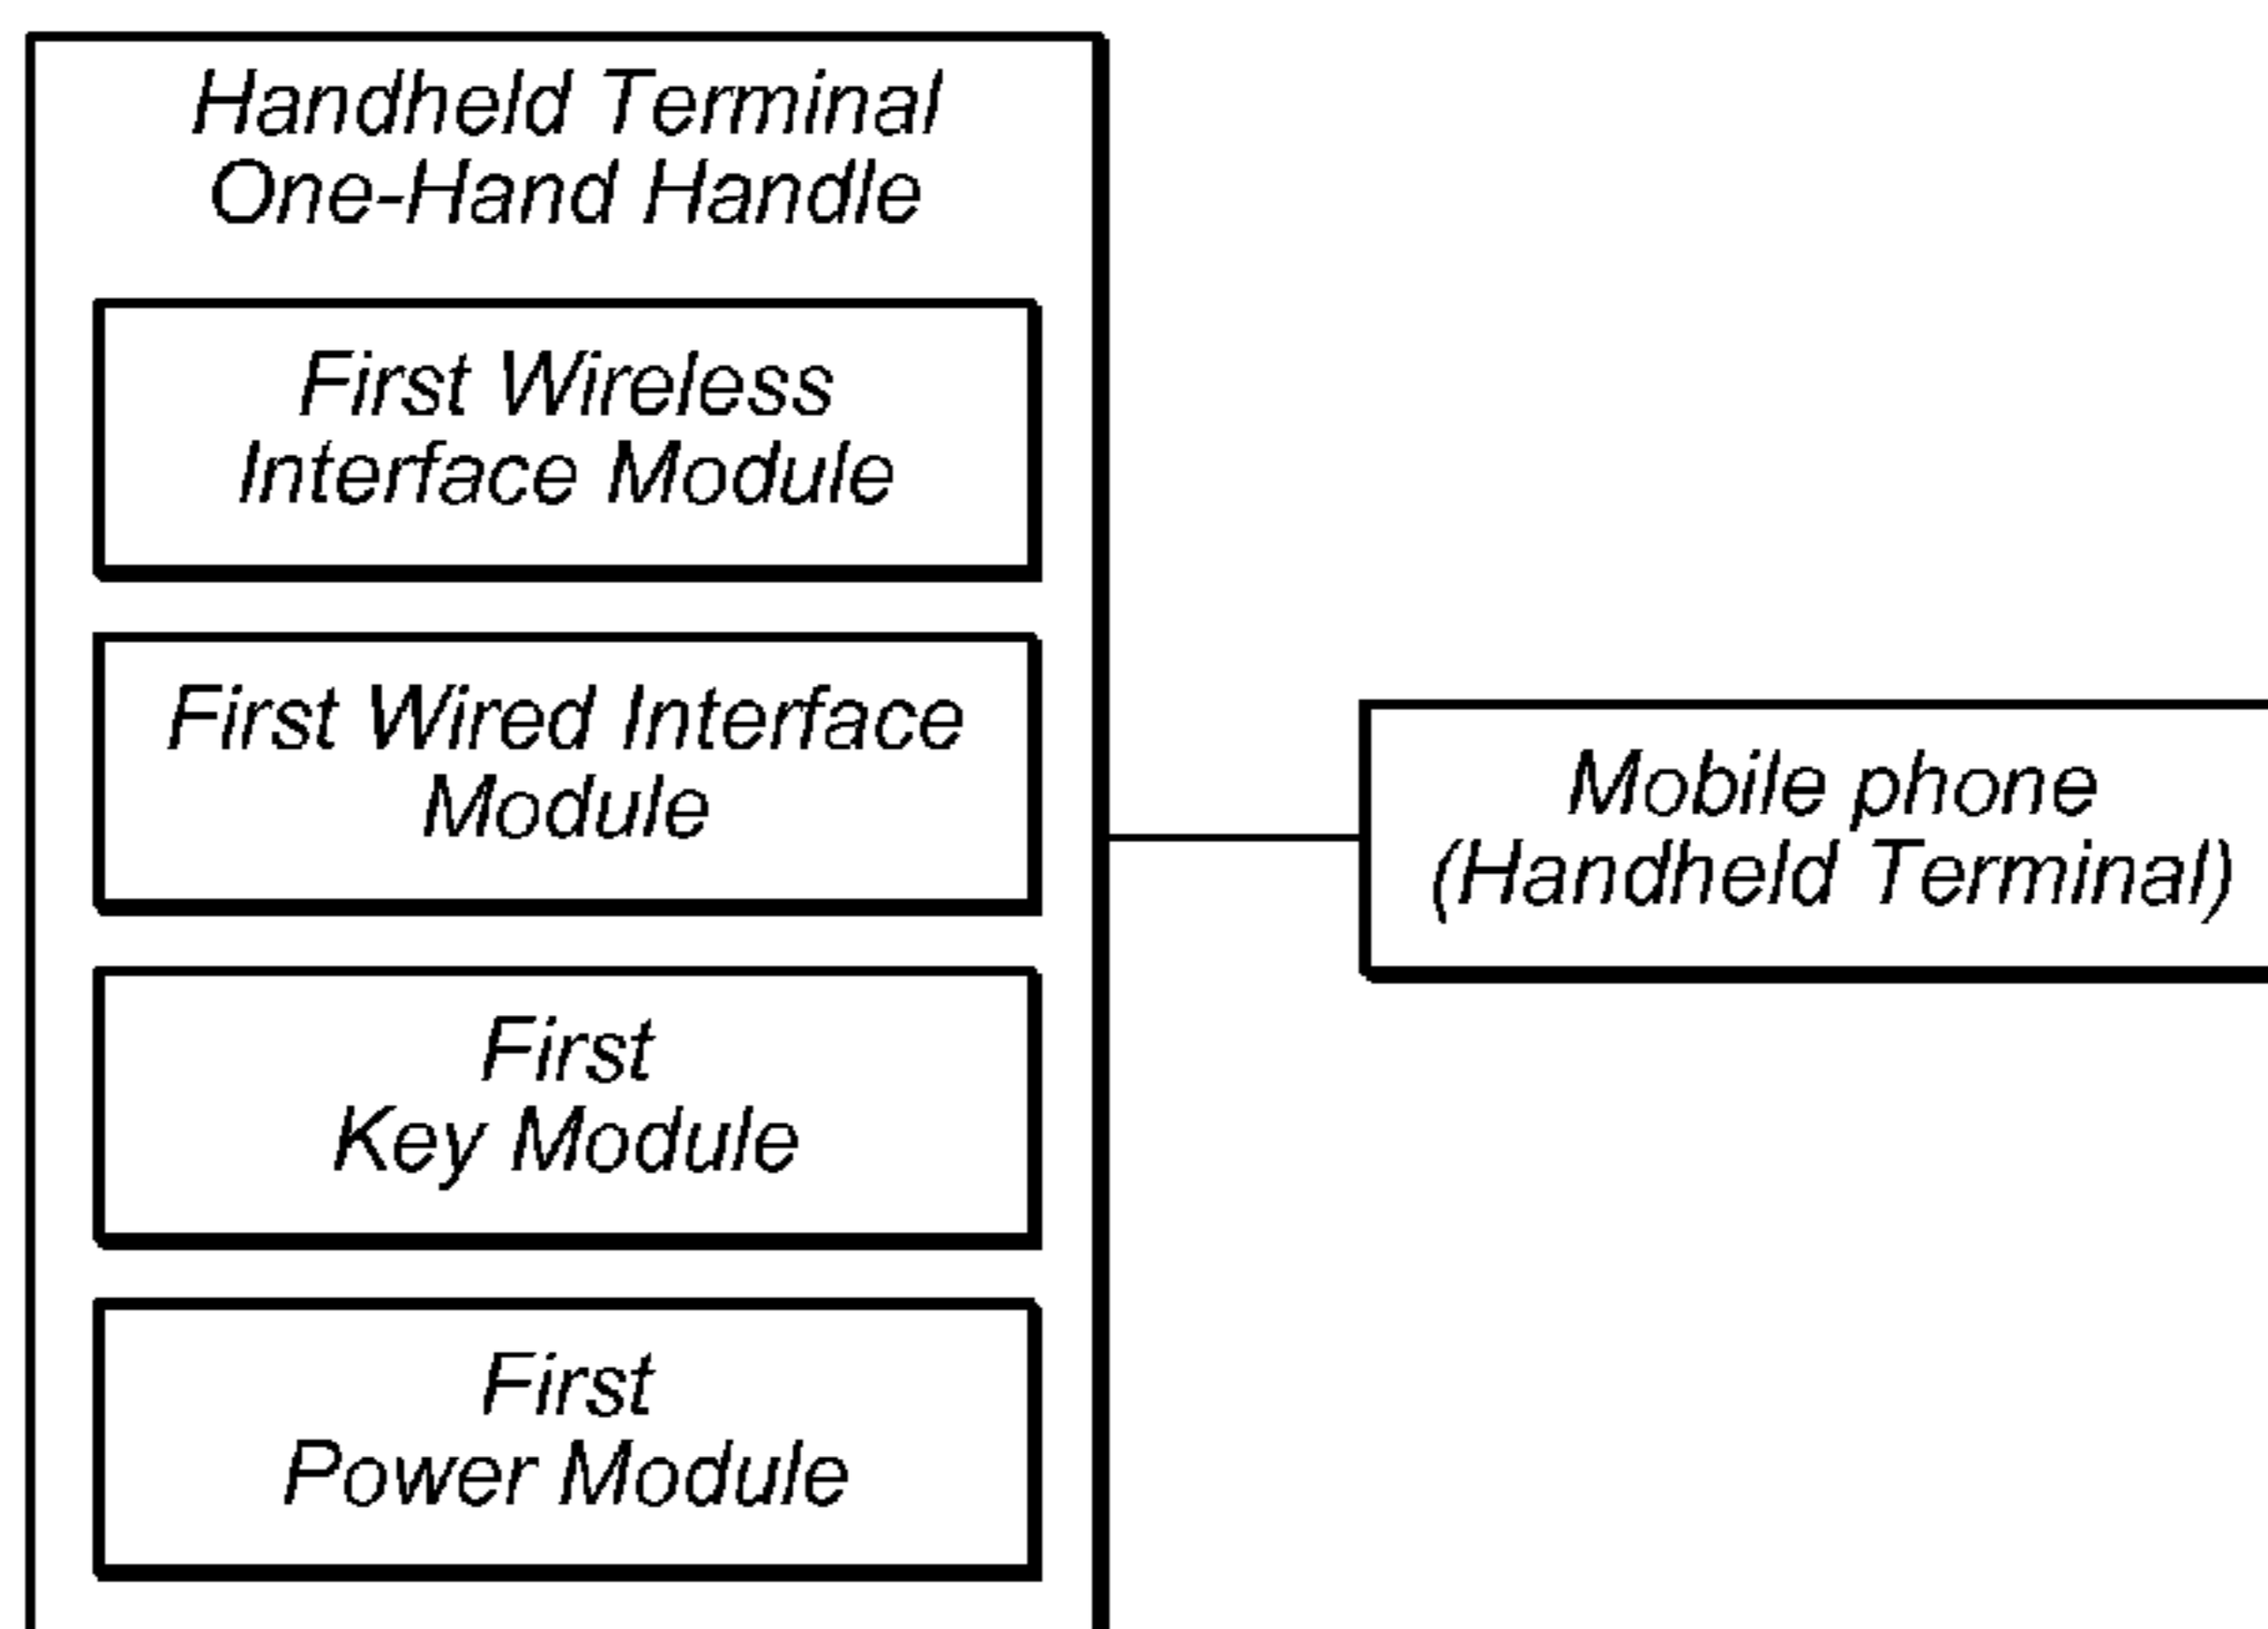 Handheld Terminal
One-Hand Handle
First Wireless
Interface Module
First Wired Interface
Module
First
Key Module
First
Power Module
Mobile phone
(Handheld Terminal)